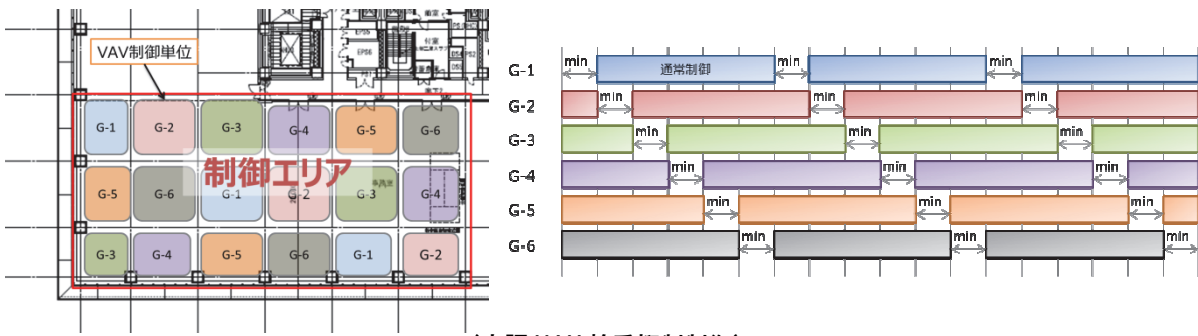 VAV制御単位
EPS5
EPS6
G-1 G-2 G-3 G-4 G-5 G-6
制御エリア
G-5 G-6 G-1 G-2 G-3 G-4
G-3 G-4 G-5 G-6 G-1 G-2
G-1 min 通常制御 min min
G-2 min min min
G-3 min min min
G-4 min min min
G-5 min min min
G-6 min min min